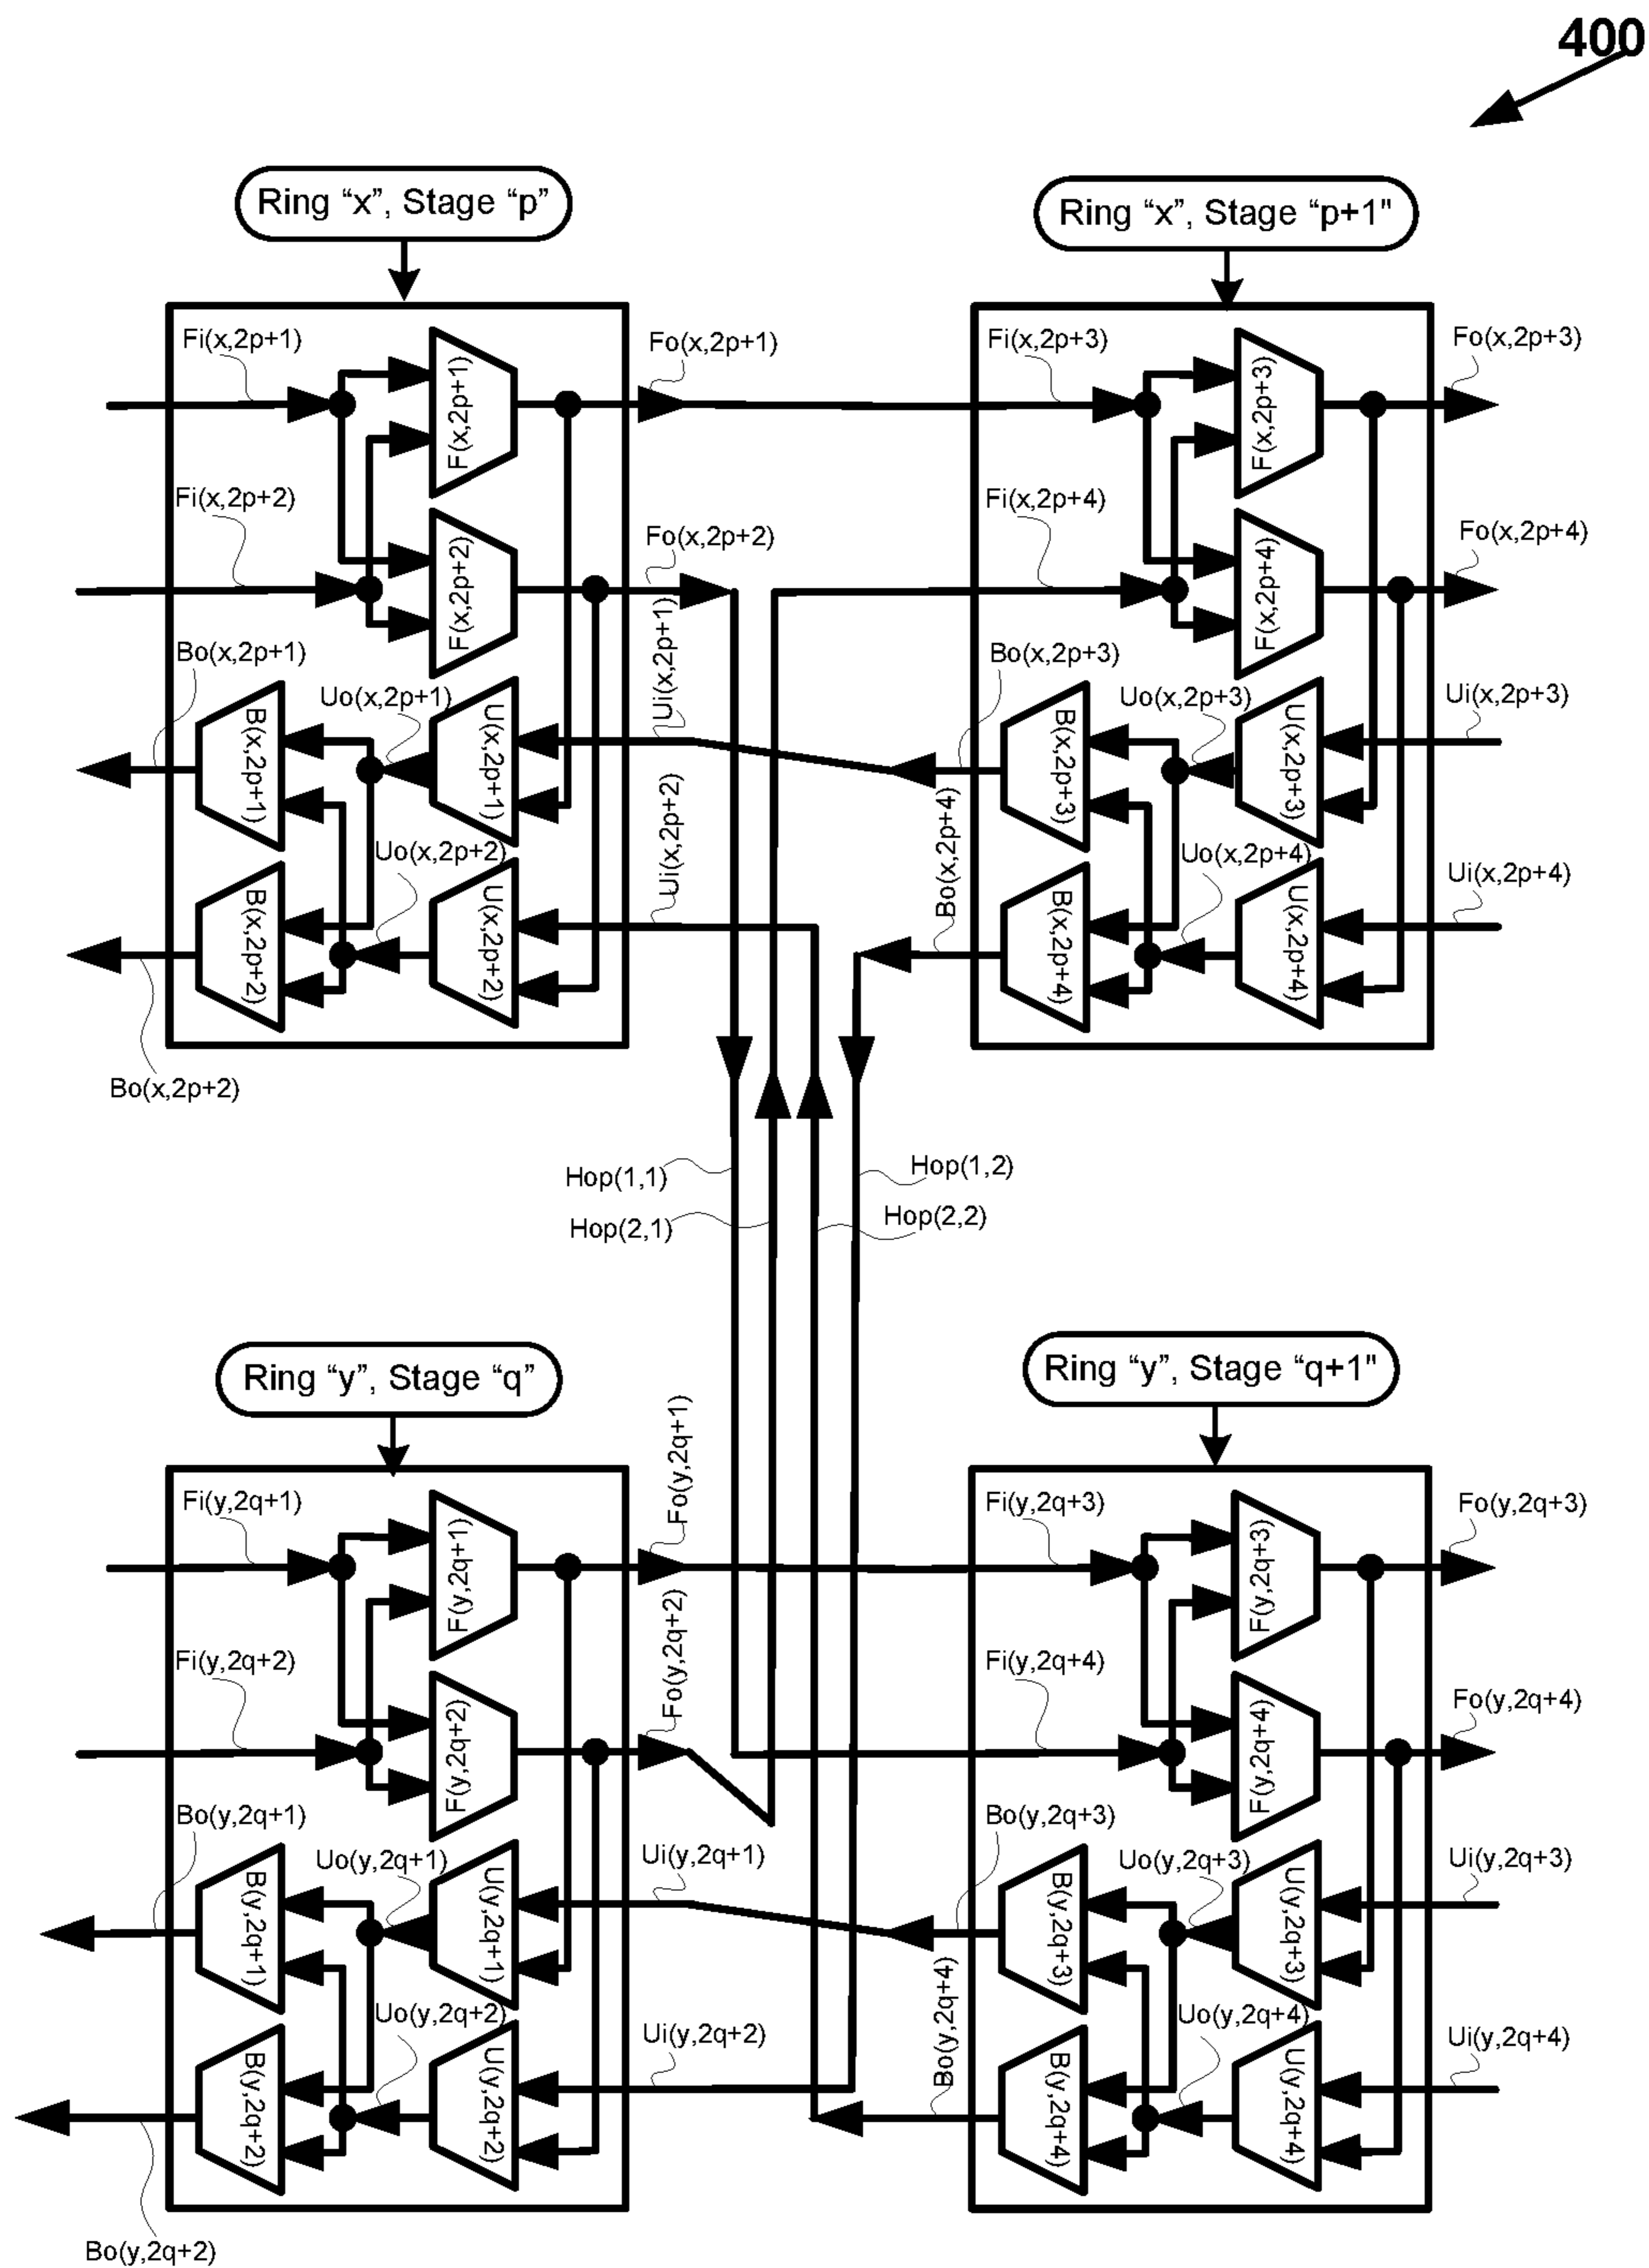 400
Ring “x”, Stage “p”
Ring “x”, Stage “p+1"
Fi(x,2p+1)
F(x,2p+1)
Fo(x,2p+1)
Fi(x,2p+3)
F(x,2p+3)
Fo(x,2p+3)
Fi(x,2p+2)
F(x,2p+2)
Fo(x,2p+2)
Fi(x,2p+4)
F(x,2p+4)
Fo(x,2p+4)
Bo(x,2p+1)
B(x,2p+1)
Uo(x,2p+1)
U(x,2p+1)
Ui(x,2p+1)
Bo(x,2p+3)
B(x,2p+3)
Uo(x,2p+3)
U(x,2p+3)
Ui(x,2p+3)
B(x,2p+2)
Uo(x,2p+2)
U(x,2p+2)
Ui(x,2p+2)
Bo(x,2p+4)
B(x,2p+4)
Uo(x,2p+4)
U(x,2p+4)
Ui(x,2p+4)
Bo(x,2p+2)
Hop(1,1)
Hop(1,2)
Hop(2,1)
Hop(2,2)
Ring “y”, Stage “q”
Ring “y”, Stage “q+1"
Fi(y,2q+1)
F(y,2q+1)
Fo(y,2q+1)
Fi(y,2q+3)
F(y,2q+3)
Fo(y,2q+3)
Fi(y,2q+2)
F(y,2q+2)
Fo(y,2q+2)
Fi(y,2q+4)
F(y,2q+4)
Fo(y,2q+4)
Bo(y,2q+1)
B(y,2q+1)
Uo(y,2q+1)
U(y,2q+1)
Ui(y,2q+1)
Bo(y,2q+3)
B(y,2q+3)
Uo(y,2q+3)
U(y,2q+3)
Ui(y,2q+3)
B(y,2q+2)
Uo(y,2q+2)
U(y,2q+2)
Ui(y,2q+2)
Bo(y,2q+4)
B(y,2q+4)
Uo(y,2q+4)
U(y,2q+4)
Ui(y,2q+4)
Bo(y,2q+2)